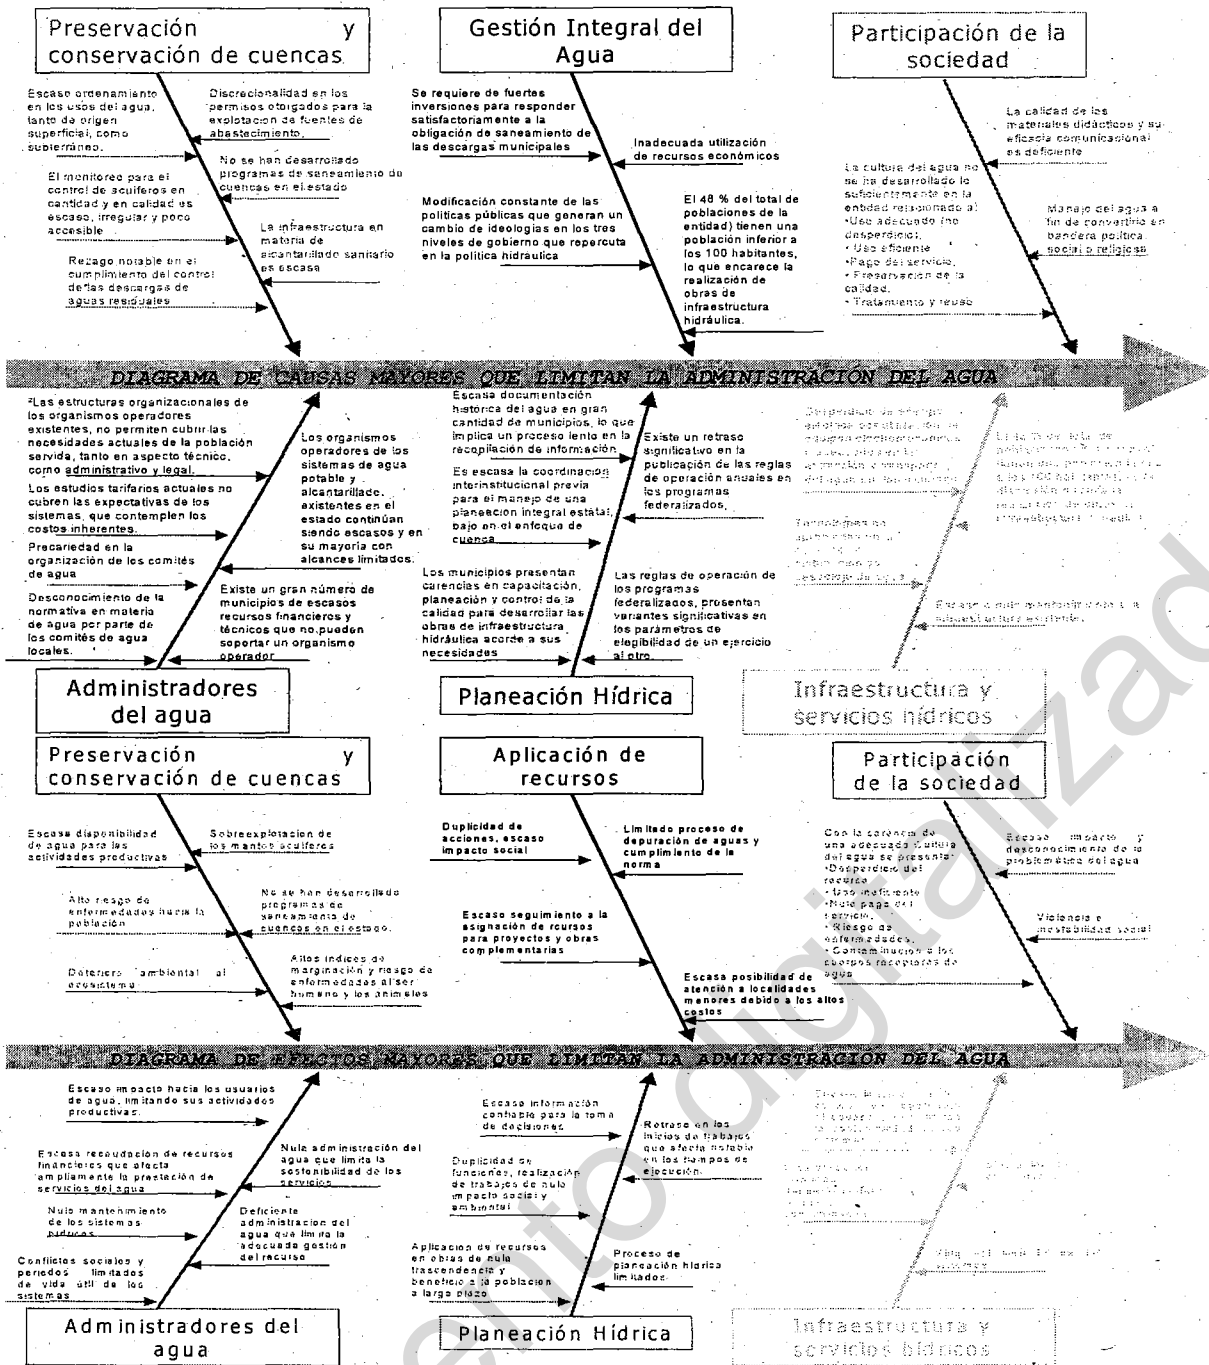 Preservación y
conservación de cuencas
Gestión Integral del
Agua
Participación de la
sociedad
Escaso ordenamiento
en los usos del agua,
tanto de origen
superficial, como
subterráneo.
Discrecionalidad en los
permisos otorgados para la
explotación de fuentes de
abastecimiento.
El monitoreo para el
control de acuíferos en
cantidad y en calidad es
escaso, irregular y poco
accesible
No se han desarrollado
programas de saneamiento de
cuencas en el estado
Rezago notable en el
cumplimiento del control
de las descargas de
aguas residuales
La infraestructura en
materia de
alcantarillado sanitario
es escasa
Se requiere de fuertes
inversiones para responder
satisfactoriamente a la
obligación de saneamiento de
las descargas municipales
Inadecuada utilización
de recursos económicos
Modificación constante de las
políticas públicas que generan un
cambio de ideologías en los tres
niveles de gobierno que repercuta
en la política hidráulica
El 48 % del total de
poblaciones de la
entidad) tienen una
población inferior a
los 100 habitantes,
lo que encarece la
realización de
obras de
infraestructura
hidráulica.
La calidad de los
materiales didácticos y su
eficacia comunicacional
es deficiente
La cultura del agua no
se ha desarrollado lo
suficientemente en la
entidad relacionado a:
•Uso adecuado (no
desperdicio),
•Uso eficiente
•Pago del servicio,
• Preservación de la
calidad,
• Tratamiento y reuso
Manejo del agua a
fin de convertirlo en
bandera política
social o religiosa
DIAGRAMA DE CAUSAS MAYORES QUE LIMITAN LA ADMINISTRACIÓN DEL AGUA
Las estructuras organizacionales de
los organismos operadores
existentes, no permiten cubrir las
necesidades actuales de la población
servida, tanto en aspecto técnico,
como administrativo y legal.
Los estudios tarifarios actuales no
cubren las expectativas de los
sistemas, que contemplen los
costos inherentes.
Precariedad en la
organización de los comités
de agua
Desconocimiento de la
normativa en materia
de agua por parte de
los comités de agua
locales.
Los organismos
operadores de los
sistemas de agua
potable y
alcantarillado,
existentes en el
estado continúan
siendo escasos y en
su mayoría con
alcances limitados.
Existe un gran número de
municipios de escasos
recursos financieros y
técnicos que no pueden
soportar un organismo
operador
Escasa documentación
histórica del agua en gran
cantidad de municipios, lo que
implica un proceso lento en la
recopilación de información
Es escasa la coordinación
interinstitucional previa
para el manejo de una
planeación integral estatal,
bajo en el enfoque de
cuenca
Los municipios presentan
carencias en capacitación,
planeación y control de la
calidad para desarrollar las
obras de infraestructura
hidráulica acorde a sus
necesidades
Existe un retraso
significativo en la
publicación de las reglas
de operación anuales en
los programas
federalizados,
Las reglas de operación de
los programas
federalizados, presentan
variantes significativas en
los parámetros de
elegibilidad de un ejercicio
al otro.
Administradores
del agua
Planeación Hídrica
Infraestructura y
servicios hídricos
Preservación y
conservación de cuencas
Aplicación de
recursos
Participación
de la sociedad
Escasa disponibilidad
de agua para las
actividades productivas
Sobreexplotación de
los mantos acuíferos
Alto riesgo de
enfermedades hacia la
población
No se han desarrollado
programas de
saneamiento de
cuencas en el estado.
Deterioro ambiental al
ecosistema
Altos índices de
marginación y riesgo de
enfermedades al ser
humano y los animales
Duplicidad de
acciones, escaso
impacto social
Limitado proceso de
depuración de aguas y
cumplimiento de la
norma
Escaso seguimiento a la
asignación de rcursos
para proyectos y obras
complementarias
Escasa posibilidad de
atención a localidades
menores debido a los altos
costos
Con la carencia de
una adecuada Cultura
del agua se presenta:
•Desperdicio del
recurso
• Uso ineficiente
•Nulo pago del
servicio,
• Riesgo de
enfermedades,
• Contaminación a los
cuerpos receptores de
agua
Escaso impacto y
desconocimiento de la
problemática del agua
Violencia e
inestabilidad social
DIAGRAMA DE EFECTOS MAYORES QUE LIMITAN LA ADMINISTRACION DEL AGUA
Escaso impacto hacia los usuarios
de agua, limitando sus actividades
productivas.
Escasa recaudación de recursos
financieros que afecta
ampliamente la prestación de
servicios del agua
Nulo mantenimiento
de los sistemas
hídricos
Conflictos sociales y
periodos limitados
de vida útil de los
sistemas
Nula administración del
agua que limita la
sostenibilidad de los
servicios
Deficiente
administración del
agua que limita la
adecuada gestión
del recurso
Escasa información
confiable para la toma
de decisiones
Duplicidad de
funciones, realización
de trabajos de nulo
impacto social y
ambiental
Aplicación de recursos
en obras de nula
trascendencia y
beneficio a la población
a largo plazo
Retraso en los
inicios de trabajos
que afecta notable
en los tiempos de
ejecución.
Proceso de
planeación hídrica
limitados
Administradores del
agua
Planeación Hídrica
Infraestructura y
servicios hídricos
ento digitalizad